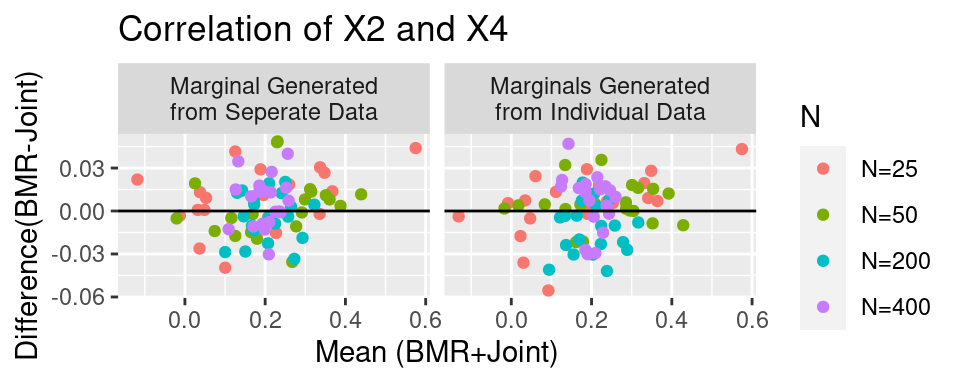 Correlation of X2 and X4
Marginal Generated
from Seperate Data
Marginals Generated
from Individual Data
Difference(BMR-Joint)
0.03
0.00
-0.03
-0.06
0.0 0.2 0.4 0.6
0.0 0.2 0.4 0.6
Mean (BMR+Joint)
N
N=25
N=50
N=200
N=400